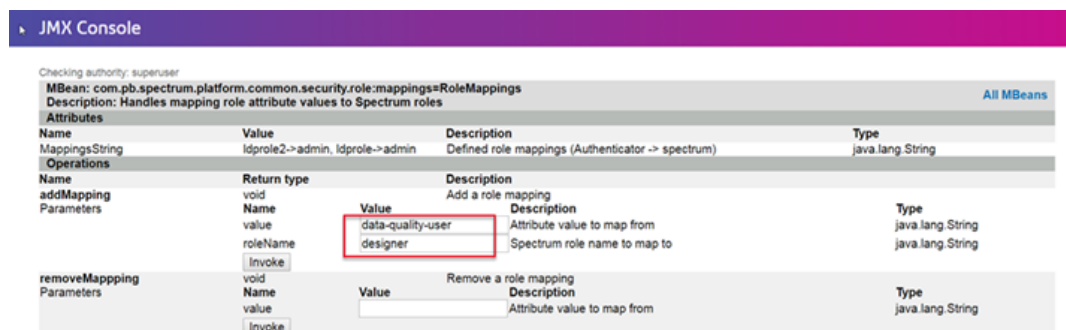 JMX Console
Checking authority: superuser
MBean: com.pb.spectrum.platform.common.security.role:mappings=RoleMappings
Description: Handles mapping role attribute values to Spectrum roles
All MBeans
Attributes
Name Value Description Type
MappingsString ldprole2->admin, ldprole->admin Defined role mappings (Authenticator -> spectrum) java.lang.String
Operations
Name Return type Description
addMapping void Add a role mapping
Parameters Name Value Description Type
value data-quality-user Attribute value to map from java.lang.String
roleName designer Spectrum role name to map to java.lang.String
Invoke
removeMappping void Remove a role mapping
Parameters Name Value Description Type
value Attribute value to map from java.lang.String
Invoke